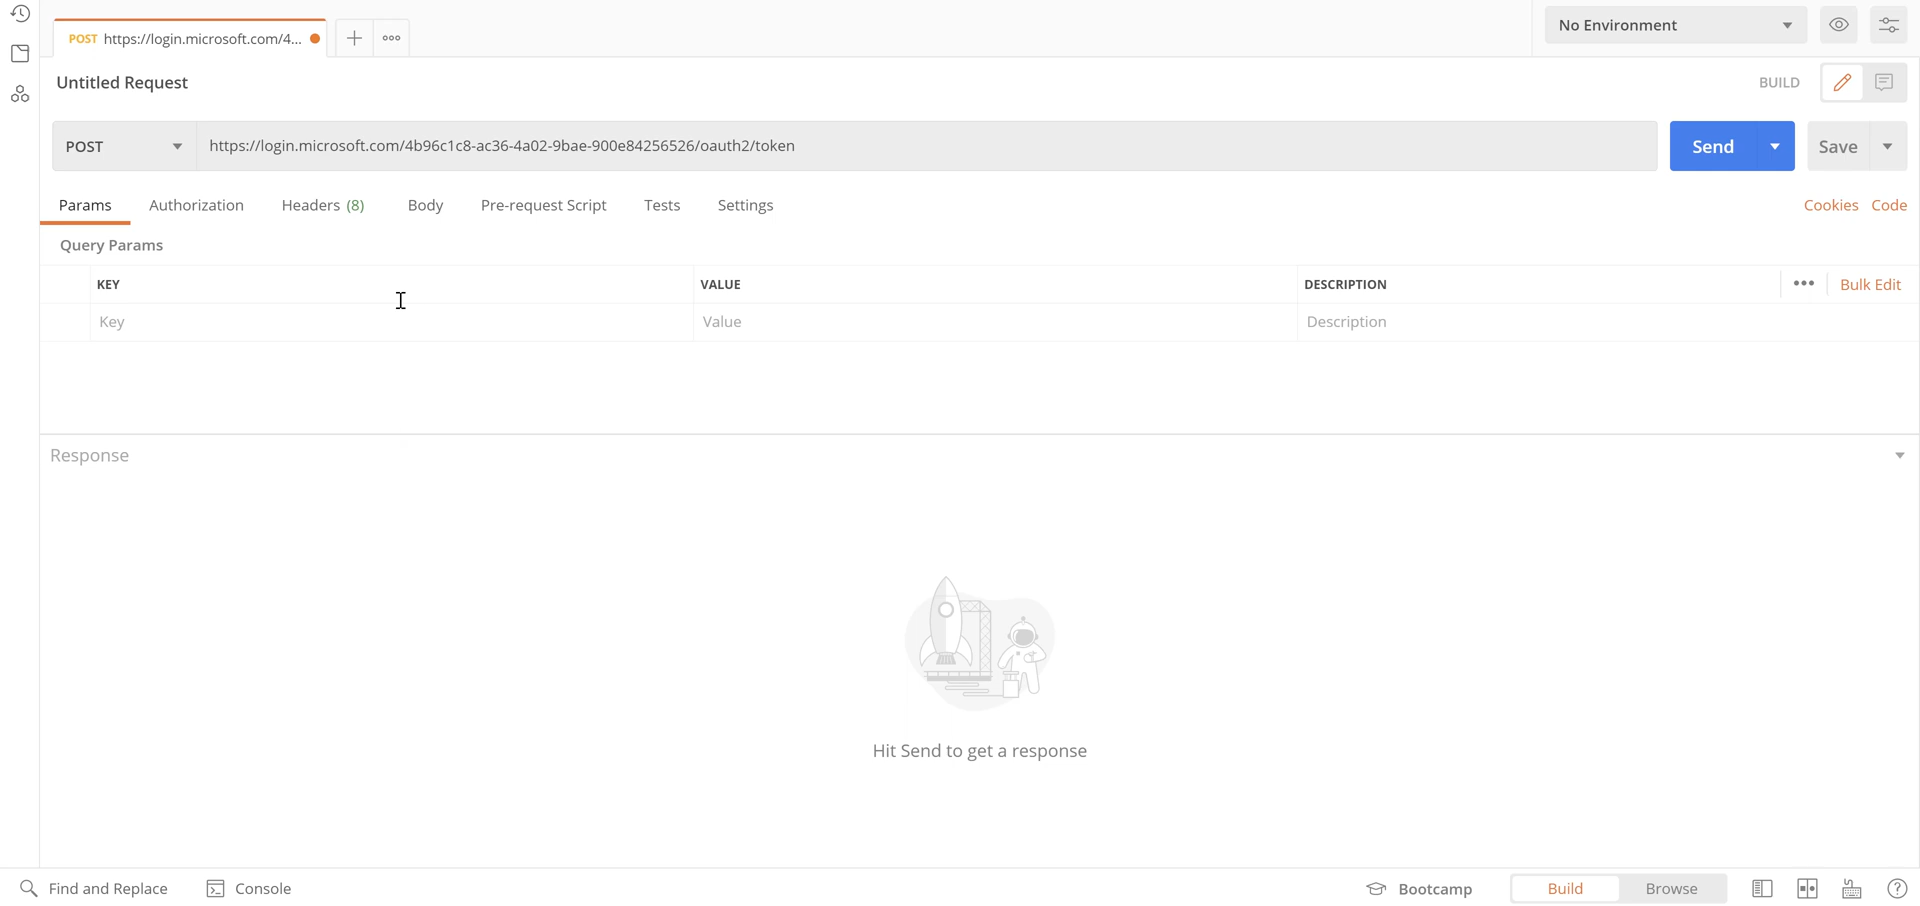 POST https://login.microsoft.com/4...
No Environment
Untitled Request
BUILD
POST https://login.microsoft.com/4b96c1c8-ac36-4a02-9bae-900e84256526/oauth2/token
Send
Save
Params Authorization Headers (8) Body Pre-request Script Tests Settings
Cookies Code
Query Params
KEY VALUE DESCRIPTION
Bulk Edit
Key Value Description
Response
Hit Send to get a response
Find and Replace Console Bootcamp Build Browse